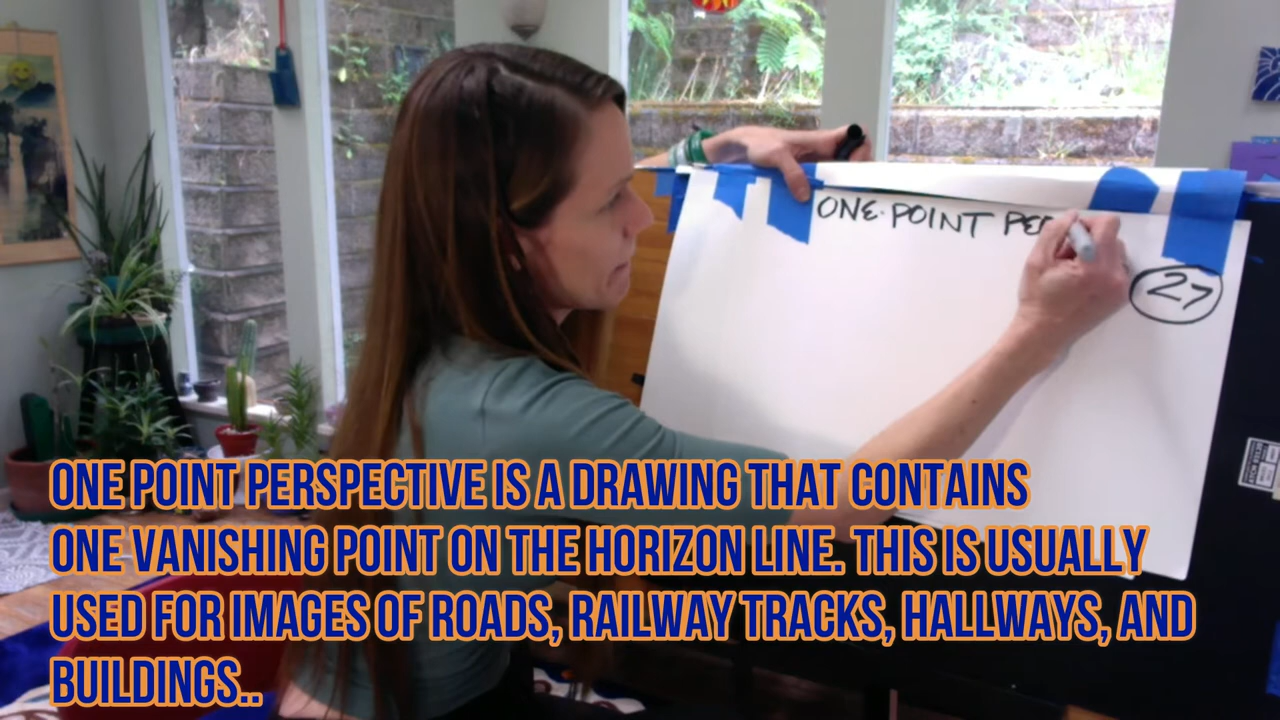 ONE POINT PE
27
ONE POINT PERSPECTIVE IS A DRAWING THAT CONTAINS
ONE VANISHING POINT ON THE HORIZON LINE. THIS IS USUALLY
USED FOR IMAGES OF ROADS, RAILWAY TRACKS, HALLWAYS, AND
BUILDINGS..